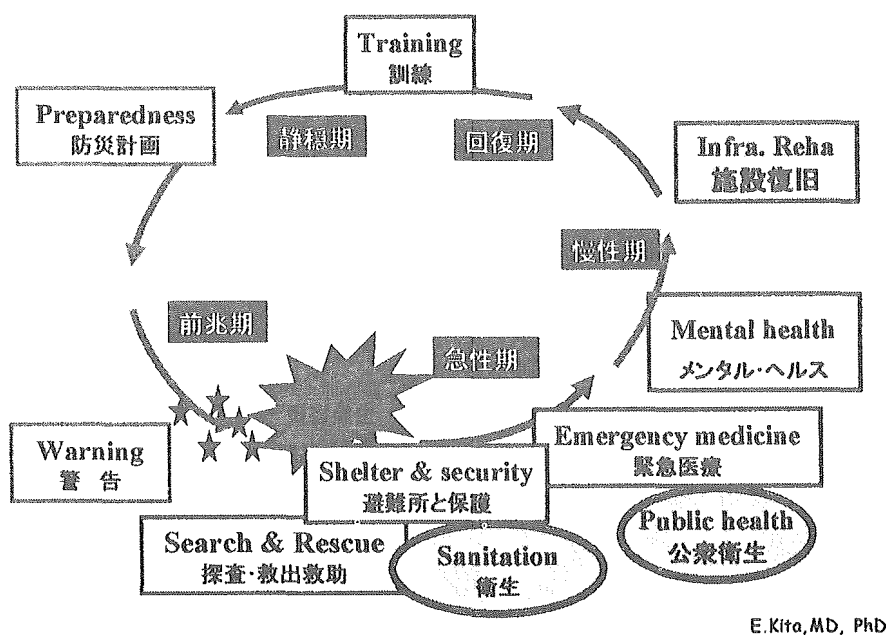 Training
訓練
Preparedness
防災計画
静穏期
回復期
Infra. Reha
施設復旧
慢性期
前兆期
急性期
Mental health
メンタル・ヘルス
Warning
警 告
Emergency medicine
緊急医療
Shelter & security
避難所と保護
Search & Rescue
探査・救出救助
Sanitation
衛生
Public health
公衆衛生
E.Kita,MD, PhD